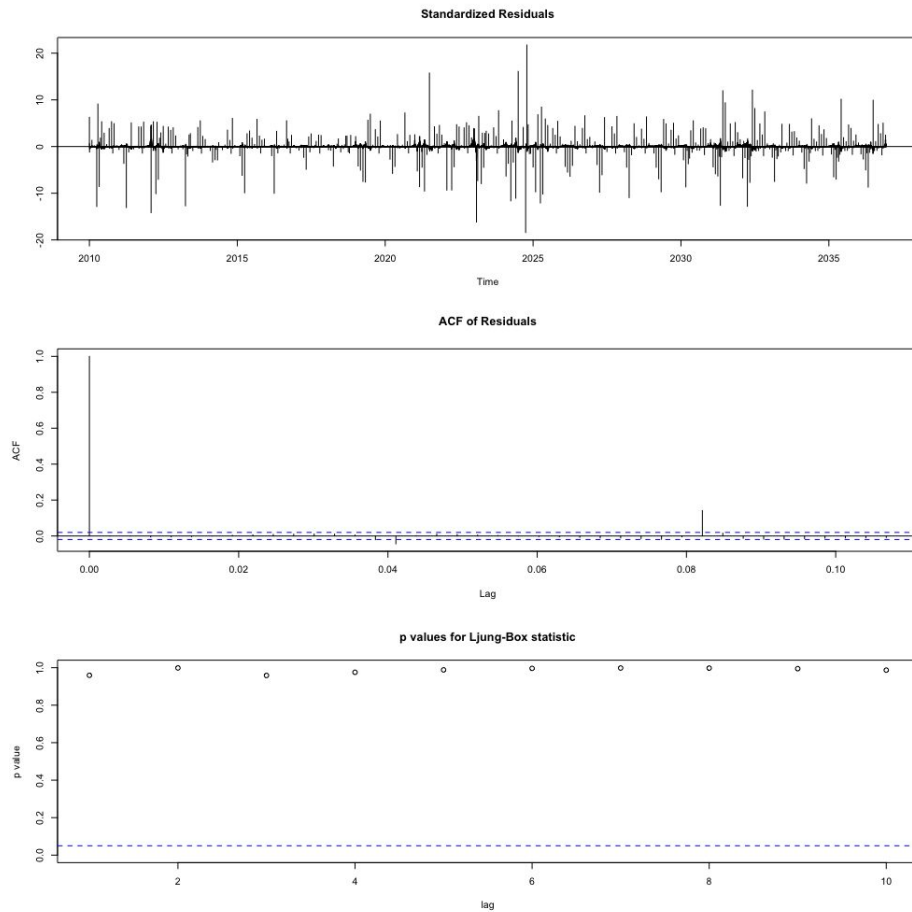 Standardized Residuals
20
10
0
-10
-20
2010 2015 2020 2025 2030 2035
Time
ACF of Residuals
1.0
0.8
0.6
0.4
0.2
0.0
ACF
0.00 0.02 0.04 0.06 0.08 0.10
Lag
p values for Ljung-Box statistic
1.0
0.8
0.6
0.4
0.2
0.0
p value
2 4 6 8 10
lag